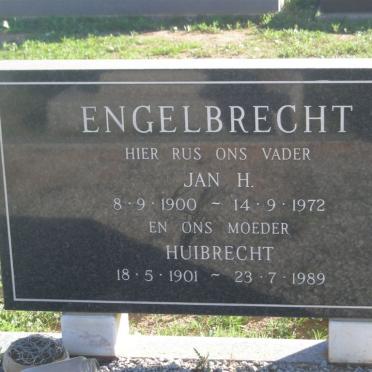 ENGELBRECHT
HIER RUS ONS VADER
JAN H.
8·9·1900 ~ 14·9·1972
EN ONS MOEDER
HUIBRECHT
18·5·1901 ~ 23·7·1989